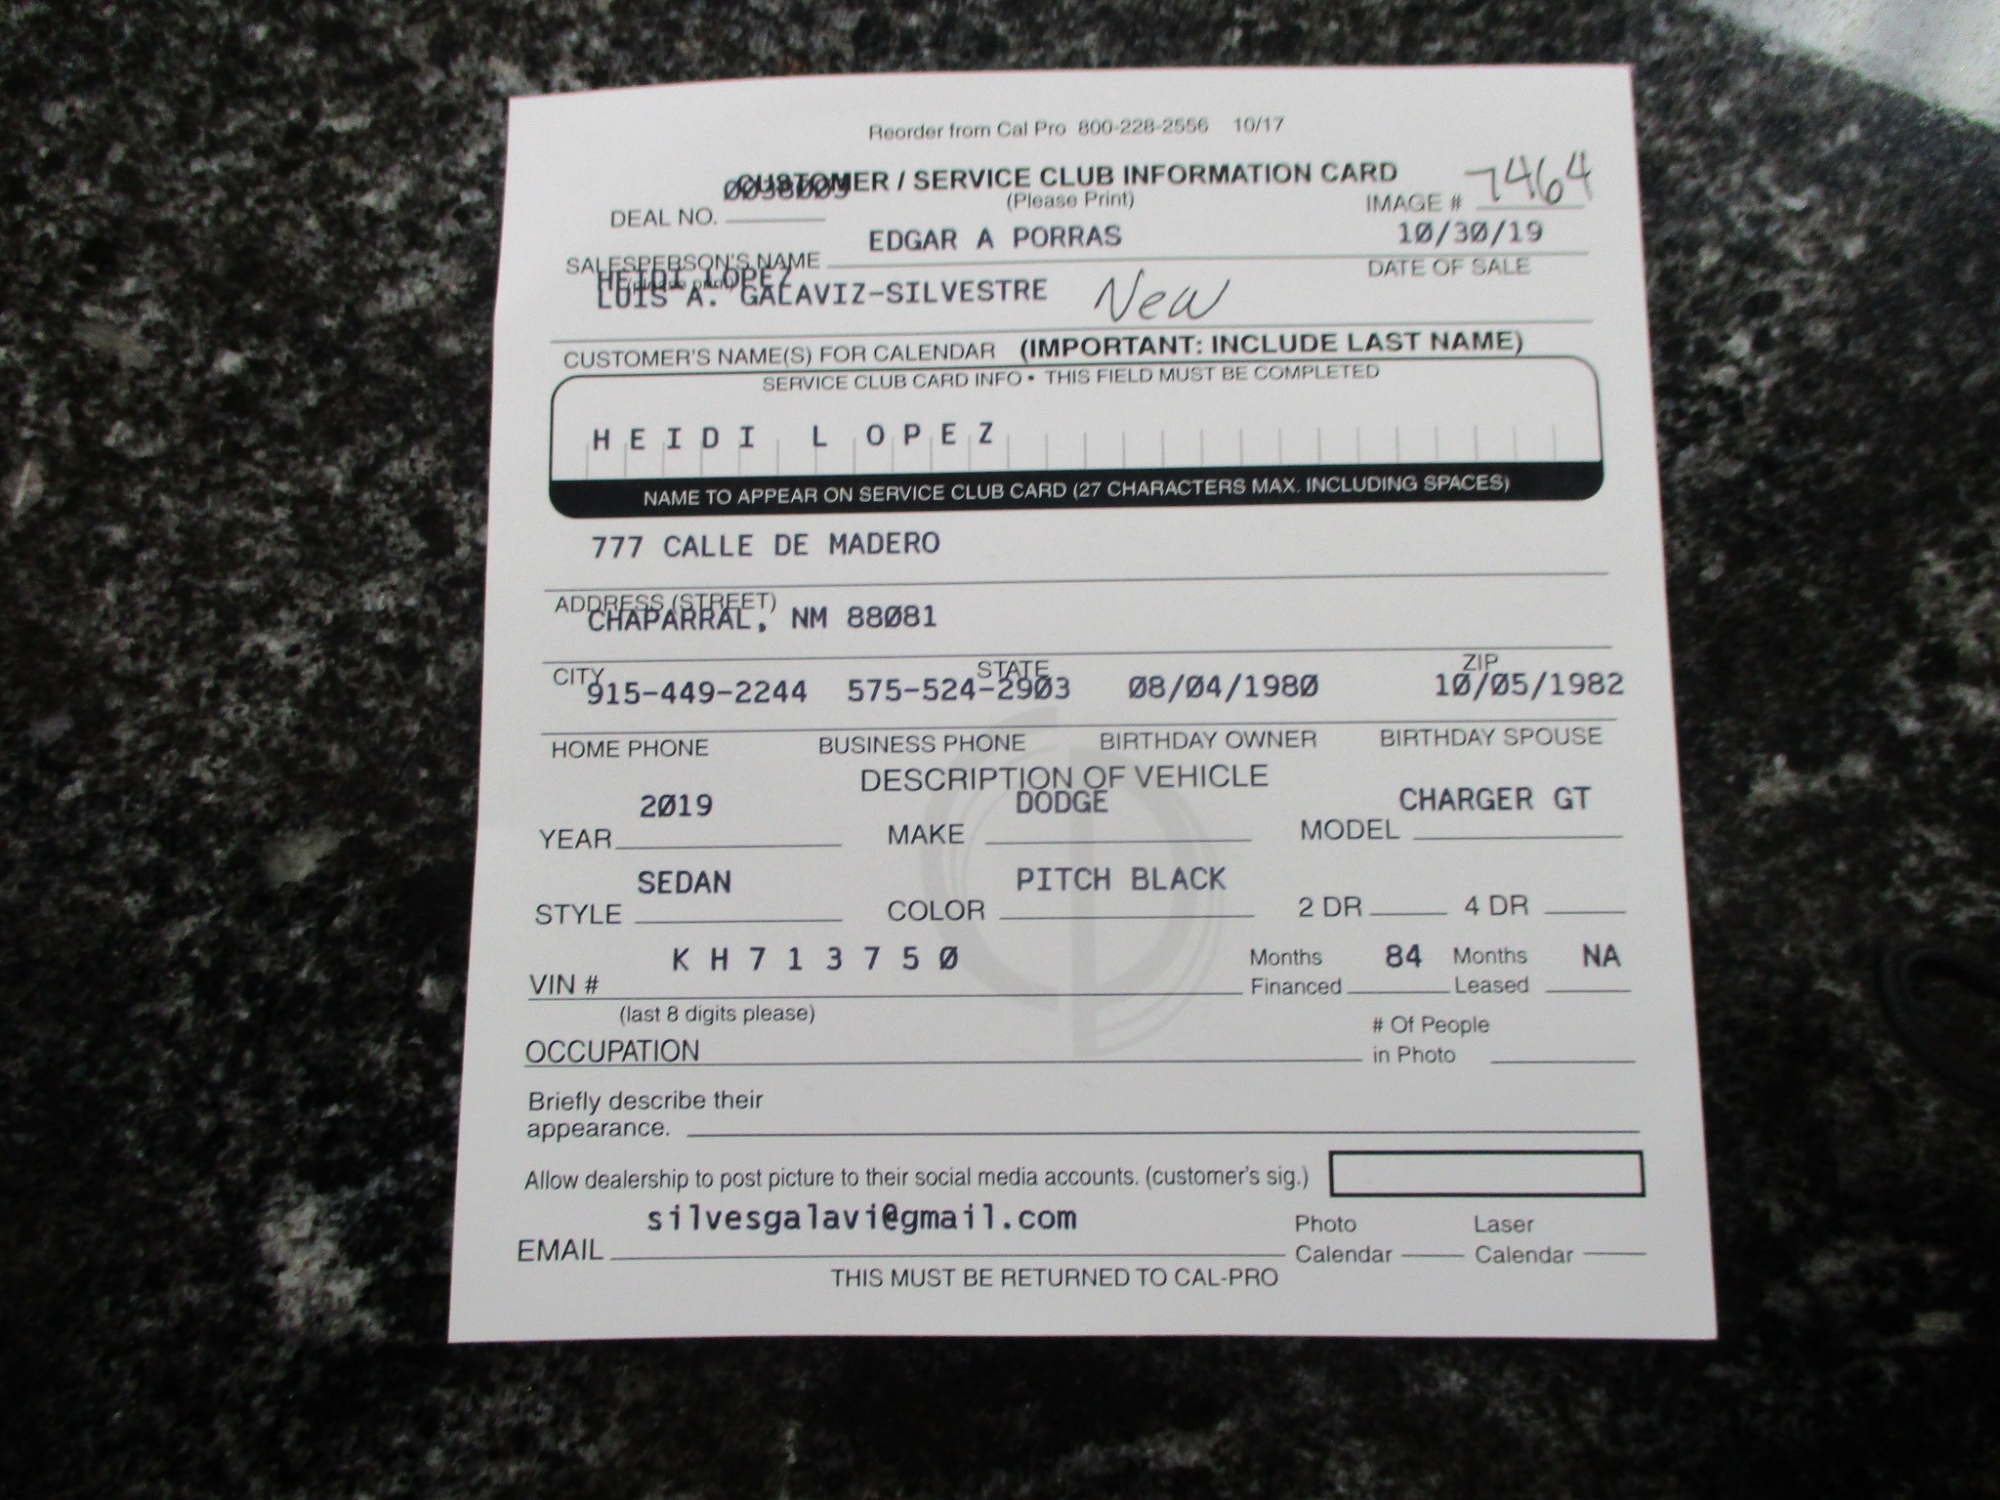 Reorder from Cal Pro 800-228-2556 10/17
CUSTOMER / SERVICE CLUB INFORMATION CARD
(Please Print)
DEAL NO. IMAGE # 7464
EDGAR A PORRAS 10/30/19
SALESPERSON'S NAME DATE OF SALE
(please print)
HEIDI LOPEZ
LUIS A. GALAVIZ-SILVESTRE New
CUSTOMER'S NAME(S) FOR CALENDAR (IMPORTANT: INCLUDE LAST NAME)
SERVICE CLUB CARD INFO • THIS FIELD MUST BE COMPLETED
HEIDI LOPEZ
NAME TO APPEAR ON SERVICE CLUB CARD (27 CHARACTERS MAX. INCLUDING SPACES)
777 CALLE DE MADERO
ADDRESS (STREET)
CHAPARRAL, NM 88081
CITY STATE ZIP
915-449-2244 575-524-2903 08/04/1980 10/05/1982
HOME PHONE BUSINESS PHONE BIRTHDAY OWNER BIRTHDAY SPOUSE
DESCRIPTION OF VEHICLE
2019 DODGE CHARGER GT
YEAR MAKE MODEL
SEDAN PITCH BLACK
STYLE COLOR 2 DR 4 DR
KH713750 Months 84 Months NA
VIN # Financed Leased
(last 8 digits please)
# Of People
OCCUPATION in Photo
Briefly describe their
appearance.
Allow dealership to post picture to their social media accounts. (customer's sig.)
silvesgalavi@gmail.com Photo Laser
EMAIL Calendar Calendar
THIS MUST BE RETURNED TO CAL-PRO